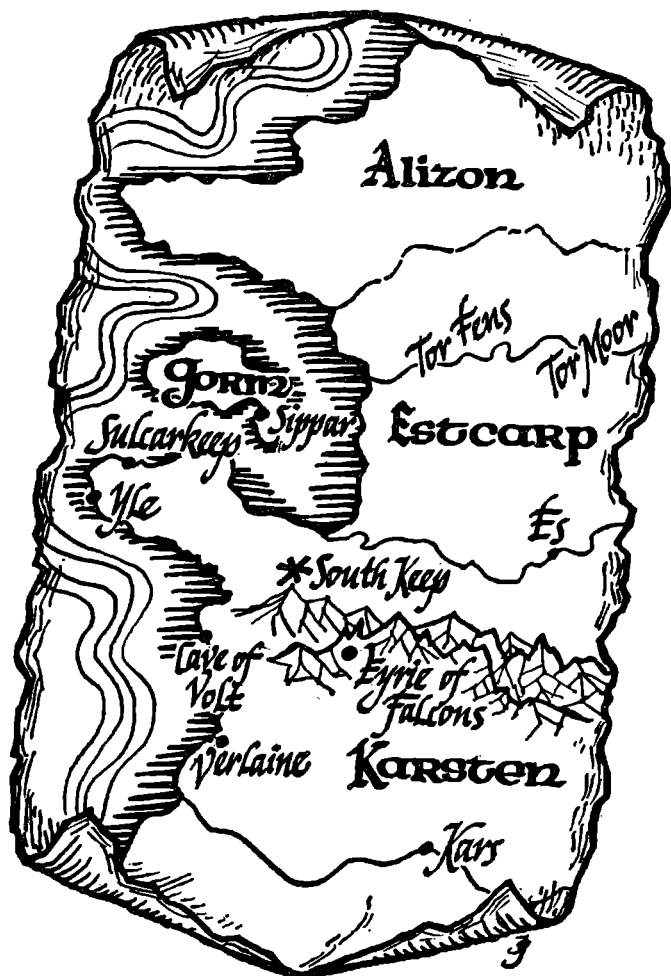 Alizon
Tor Fens
Tor Moor
Gorm
Sippar
Sulcarkeep
Estcarp
Yle
Es
South Keep
Cave of
Volt
Eyrie of
Falcons
Verlaine
Karsten
Kars